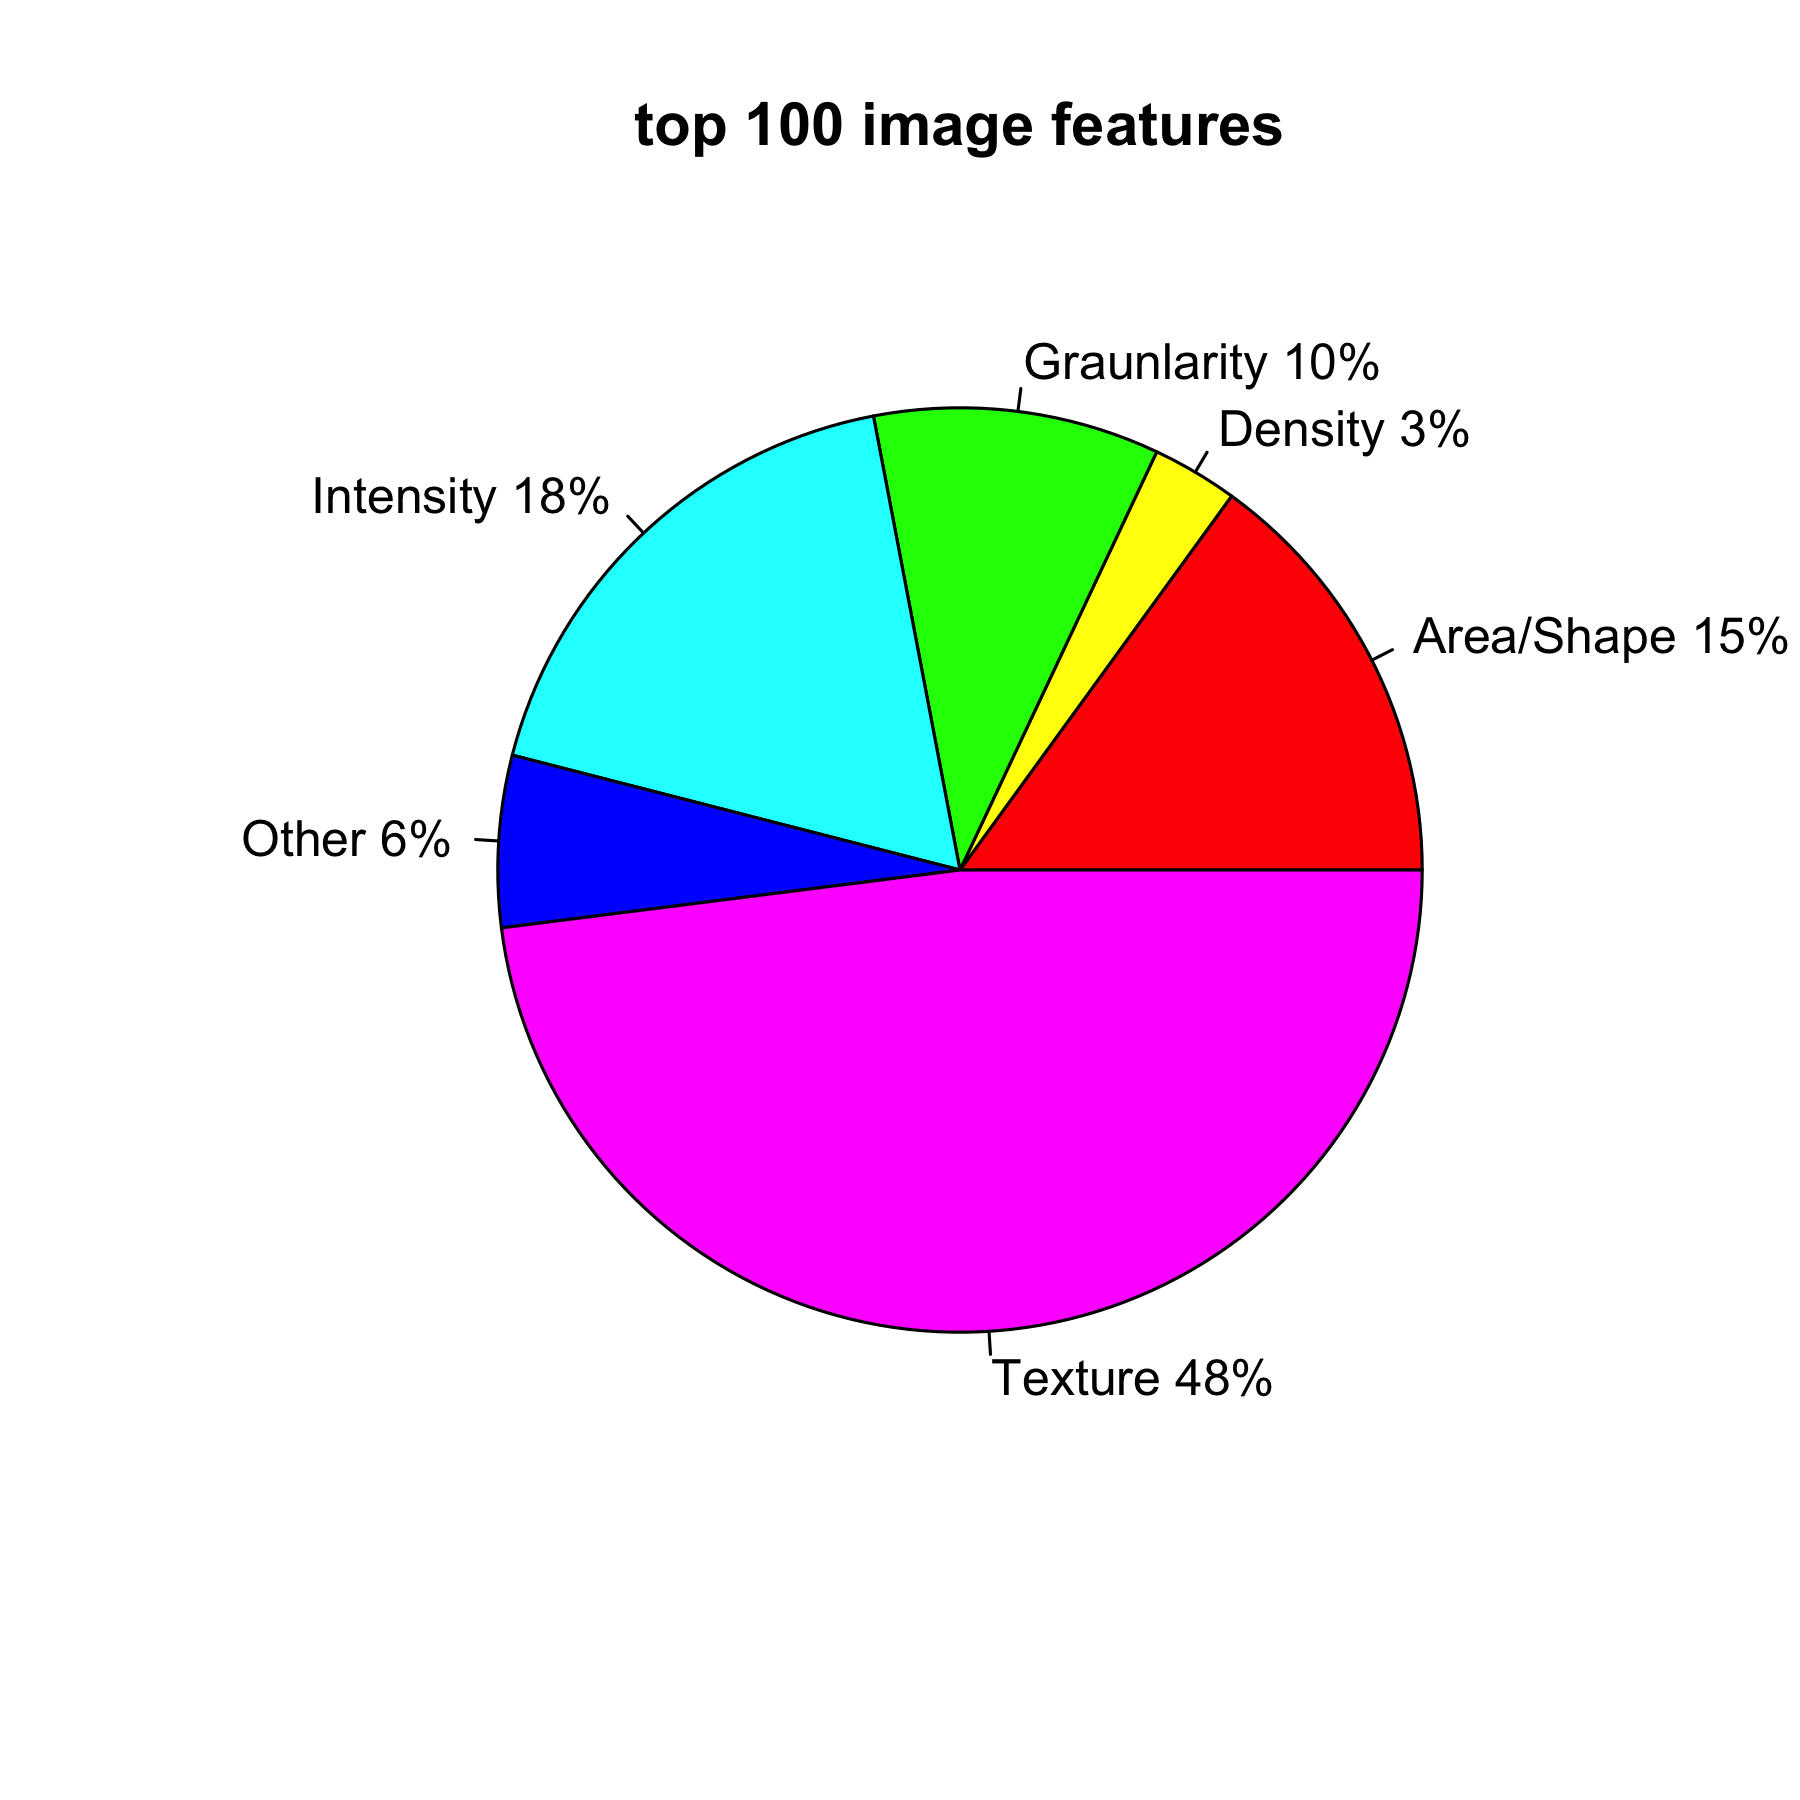 top 100 image features
Graunlarity 10%
Density 3%
Intensity 18%
Area/Shape 15%
Other 6%
Texture 48%